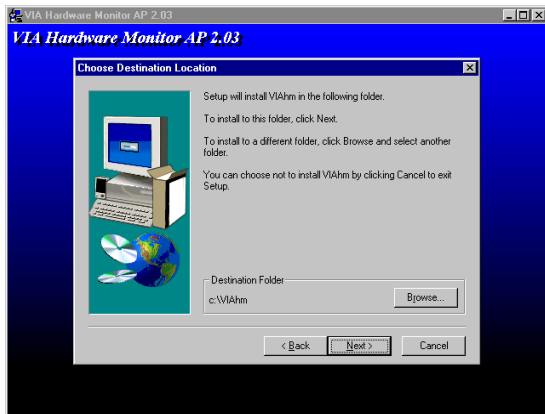 VIA Hardware Monitor AP 2.03
VIA Hardware Monitor AP 2.03
Choose Destination Location
Setup will install VIAhm in the following folder.
To install to this folder, click Next.
To install to a different folder, click Browse and select another
folder.
You can choose not to install VIAhm by clicking Cancel to exit
Setup.
Destination Folder
c:\VIAhm
Browse...
< Back
Next >
Cancel